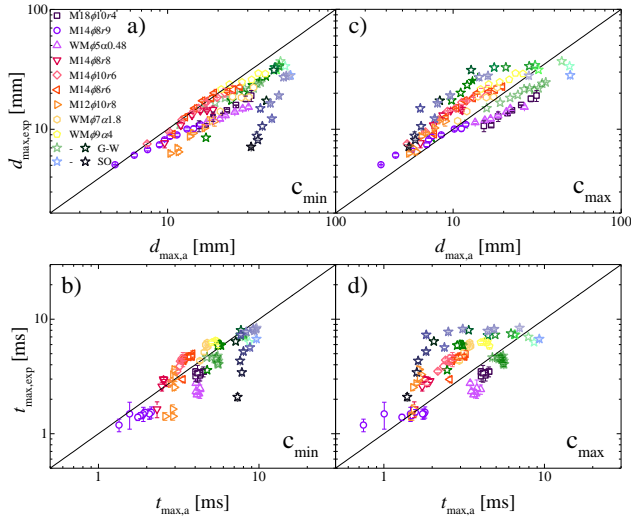 a)
c)
M18ϕ10r4
M14ϕ8r9
WMϕ5α0.48
M14ϕ8r8
M14ϕ10r6
M14ϕ8r6
M12ϕ10r8
WMϕ7α1.8
WMϕ9α4
- G-W
- SO
c_min
c_max
100
10
d_max,exp [mm]
10 100
10 100
d_max,a [mm]
d_max,a [mm]
b)
d)
c_min
c_max
10
1
t_max,exp [ms]
1 10
1 10
t_max,a [ms]
t_max,a [ms]